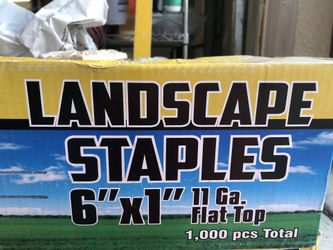 LANDSCAPE
STAPLES
6"x1" 11 Ga.
Flat Top
1,000 pcs Total